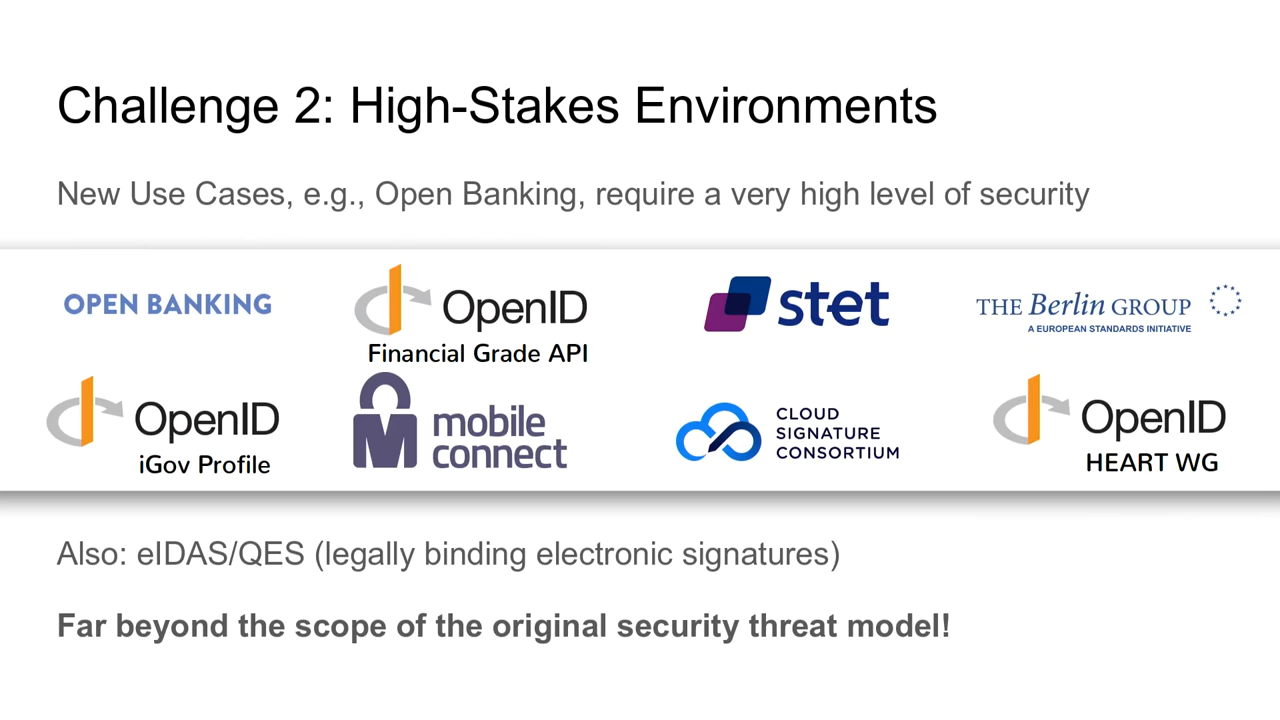 Challenge 2: High-Stakes Environments
New Use Cases, e.g., Open Banking, require a very high level of security
OPEN BANKING
OpenID
Financial Grade API
stet
THE Berlin GROUP
A EUROPEAN STANDARDS INITIATIVE
OpenID
iGov Profile
mobile
connect
CLOUD
SIGNATURE
CONSORTIUM
OpenID
HEART WG
Also: eIDAS/QES (legally binding electronic signatures)
Far beyond the scope of the original security threat model!